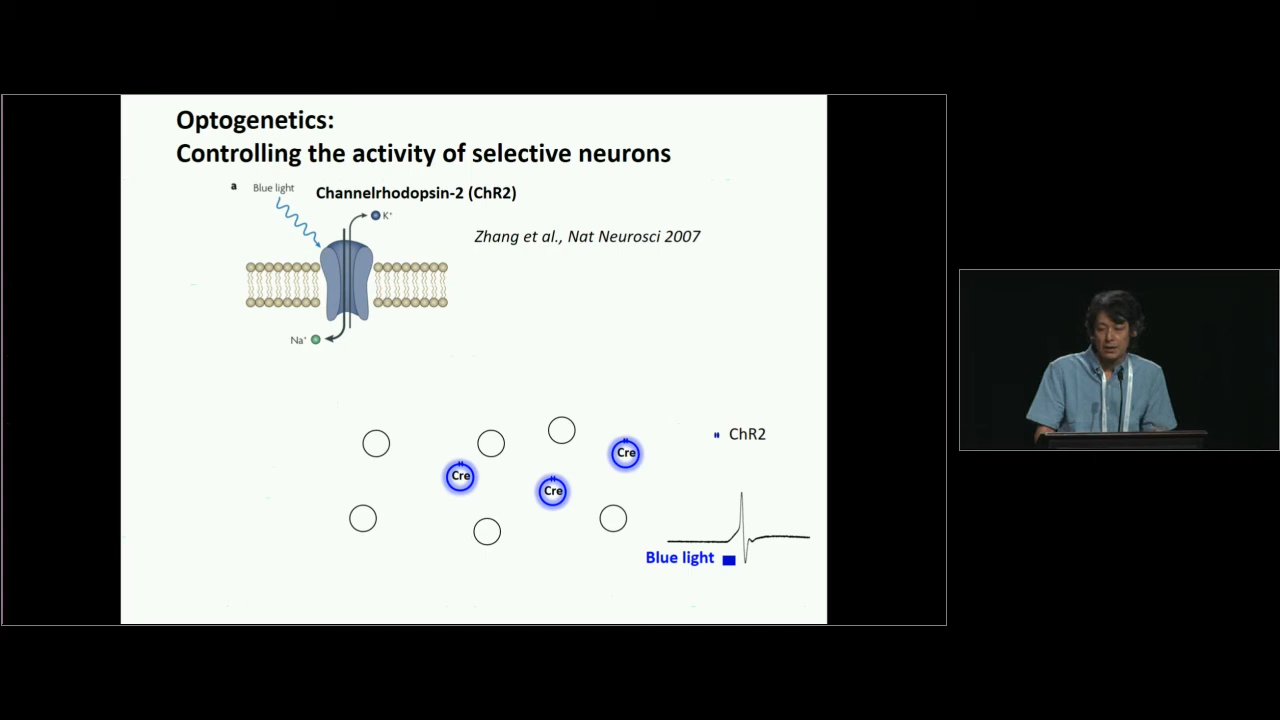 Optogenetics:
Controlling the activity of selective neurons
a Blue light Channelrhodopsin-2 (ChR2)
K⁺
Zhang et al., Nat Neurosci 2007
Na⁺
ChR2
Cre
Cre
Cre
Blue light